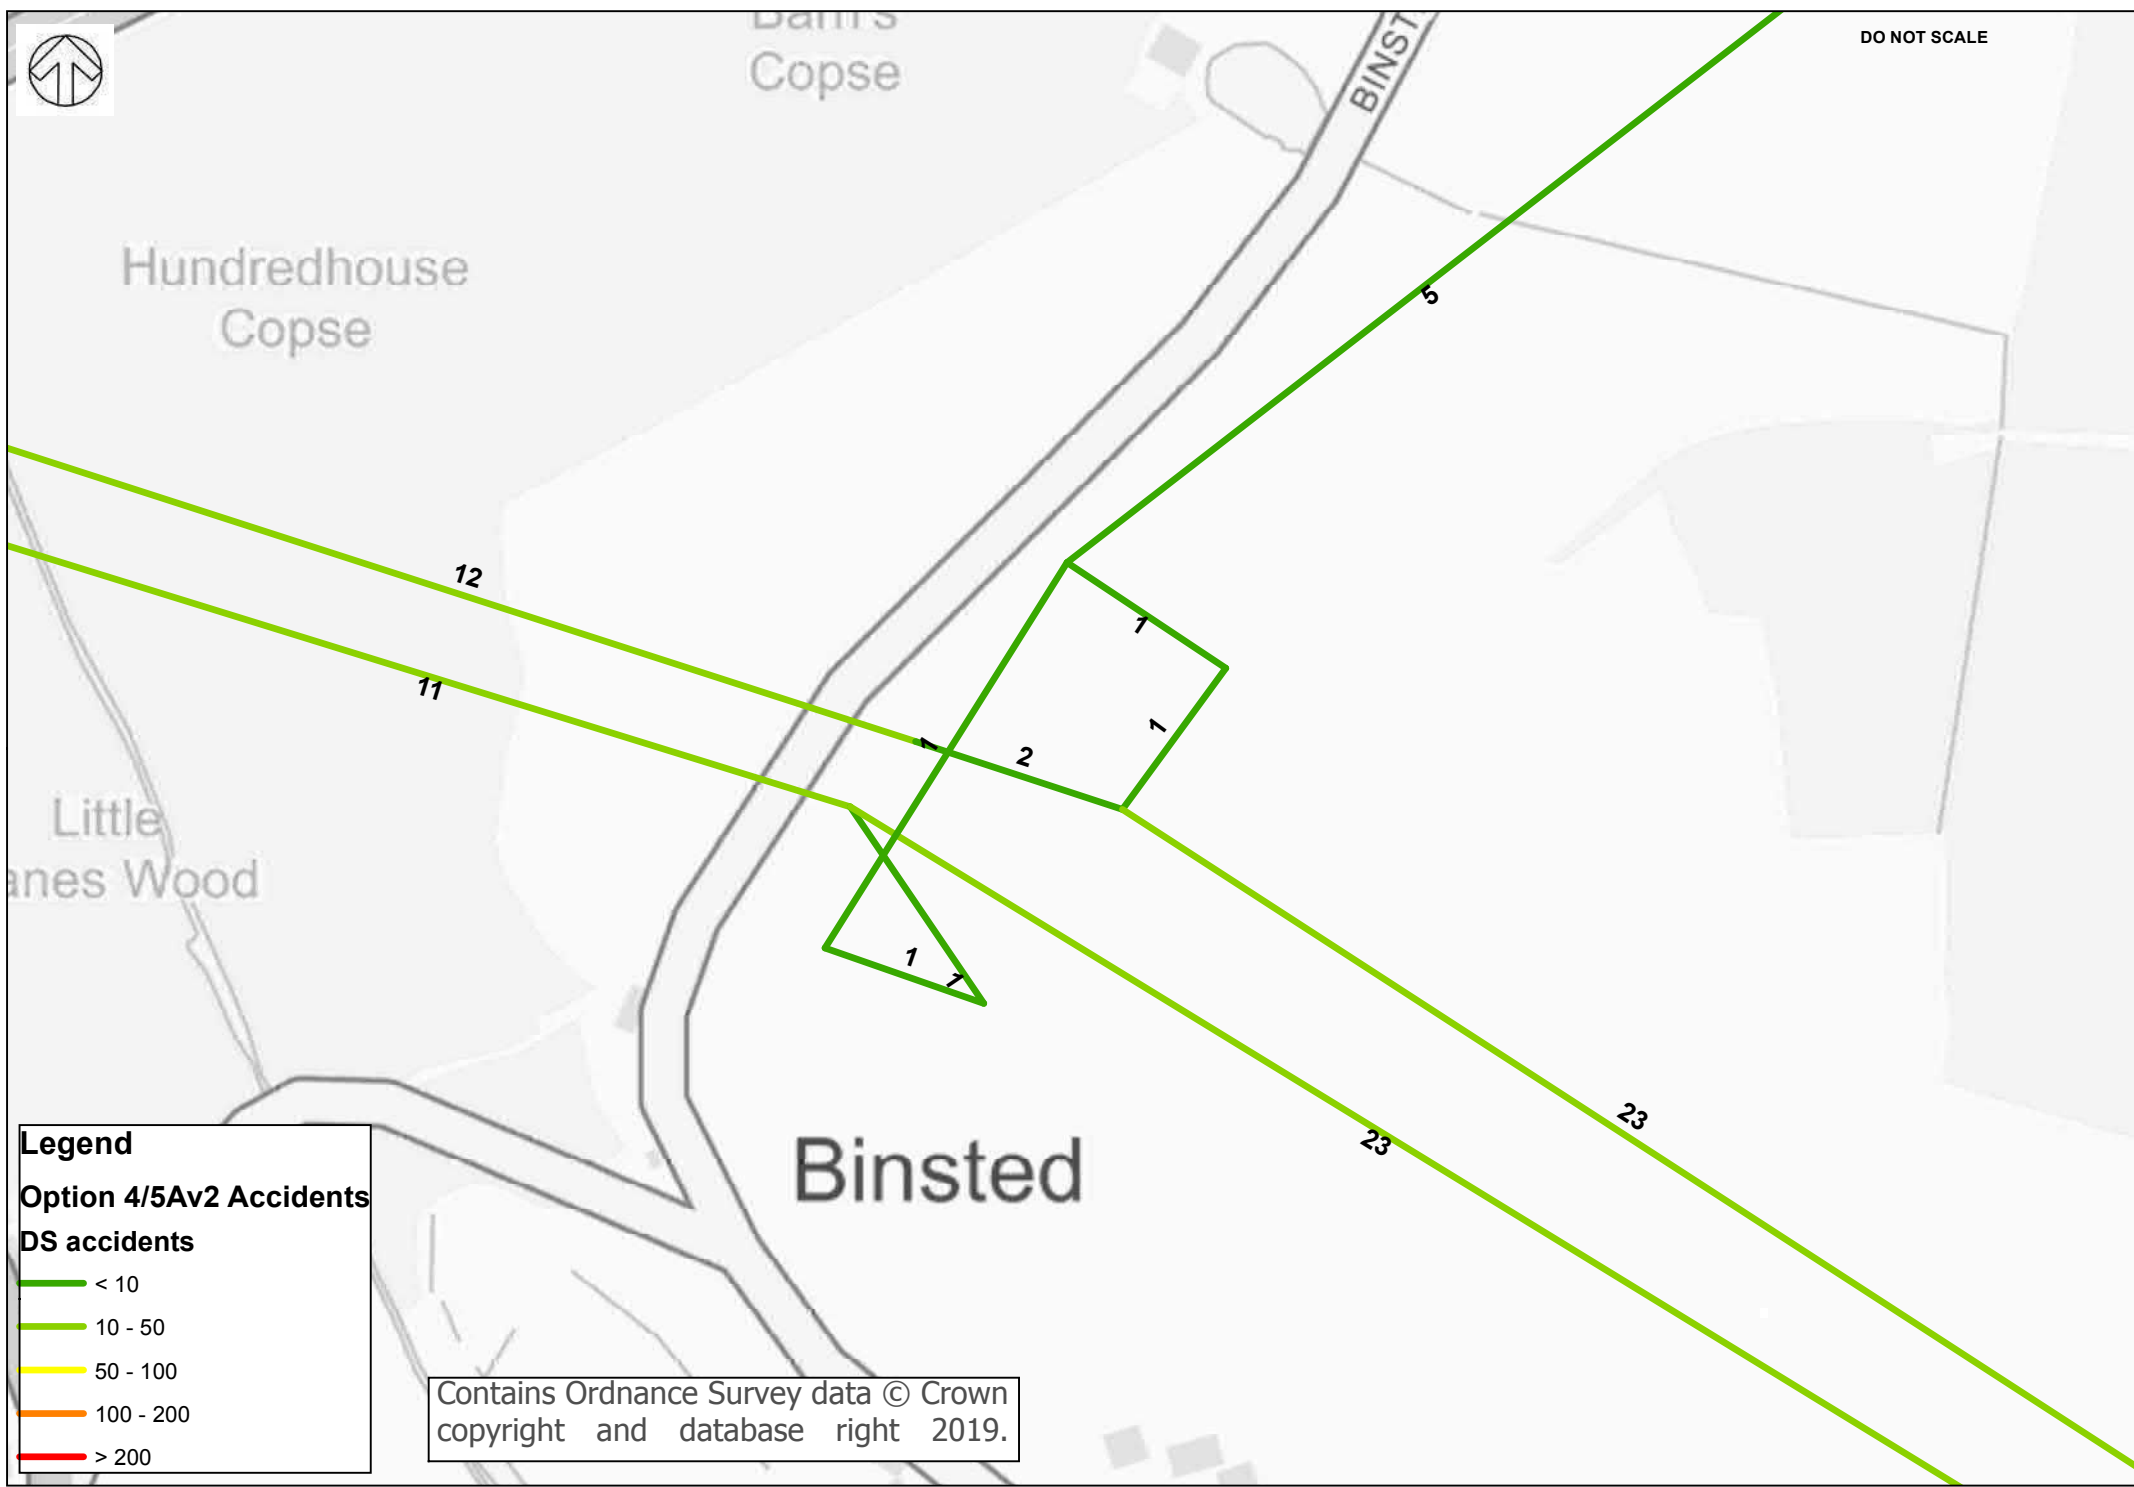 DO NOT SCALE
Copse
BINST
Hundredhouse
Copse
5
12
11
1
1
1
2
Little
anes Wood
1
1
23
23
Binsted
Legend
Option 4/5Av2 Accidents
DS accidents
< 10
10 - 50
50 - 100
100 - 200
> 200
Contains Ordnance Survey data © Crown
copyright and database right 2019.